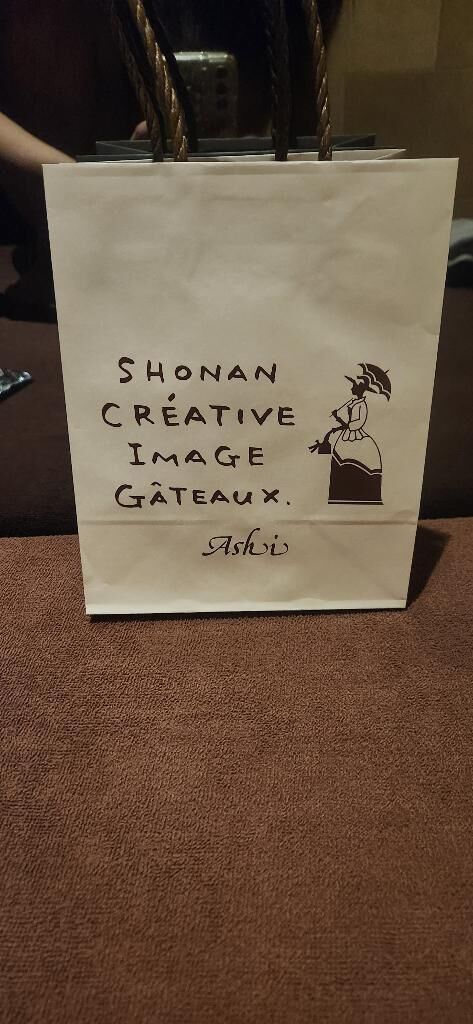 SHONAN
CRÉATIVE
IMAGE
GÂTEAUX.
Ashi